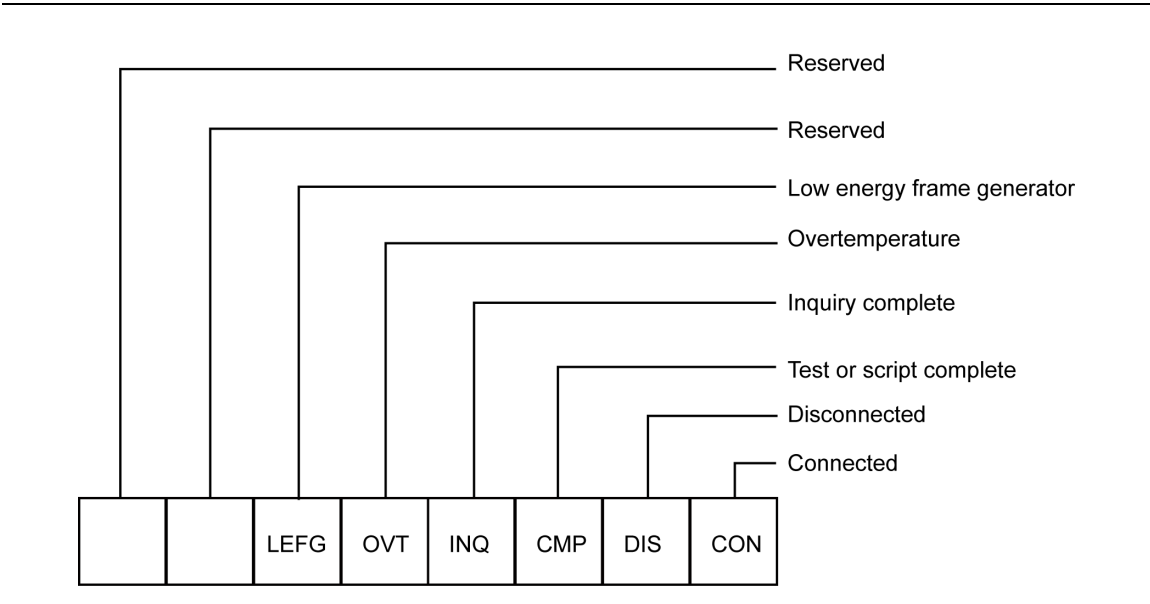 Reserved
Reserved
Low energy frame generator
Overtemperature
Inquiry complete
Test or script complete
Disconnected
Connected
LEFG OVT INQ CMP DIS CON